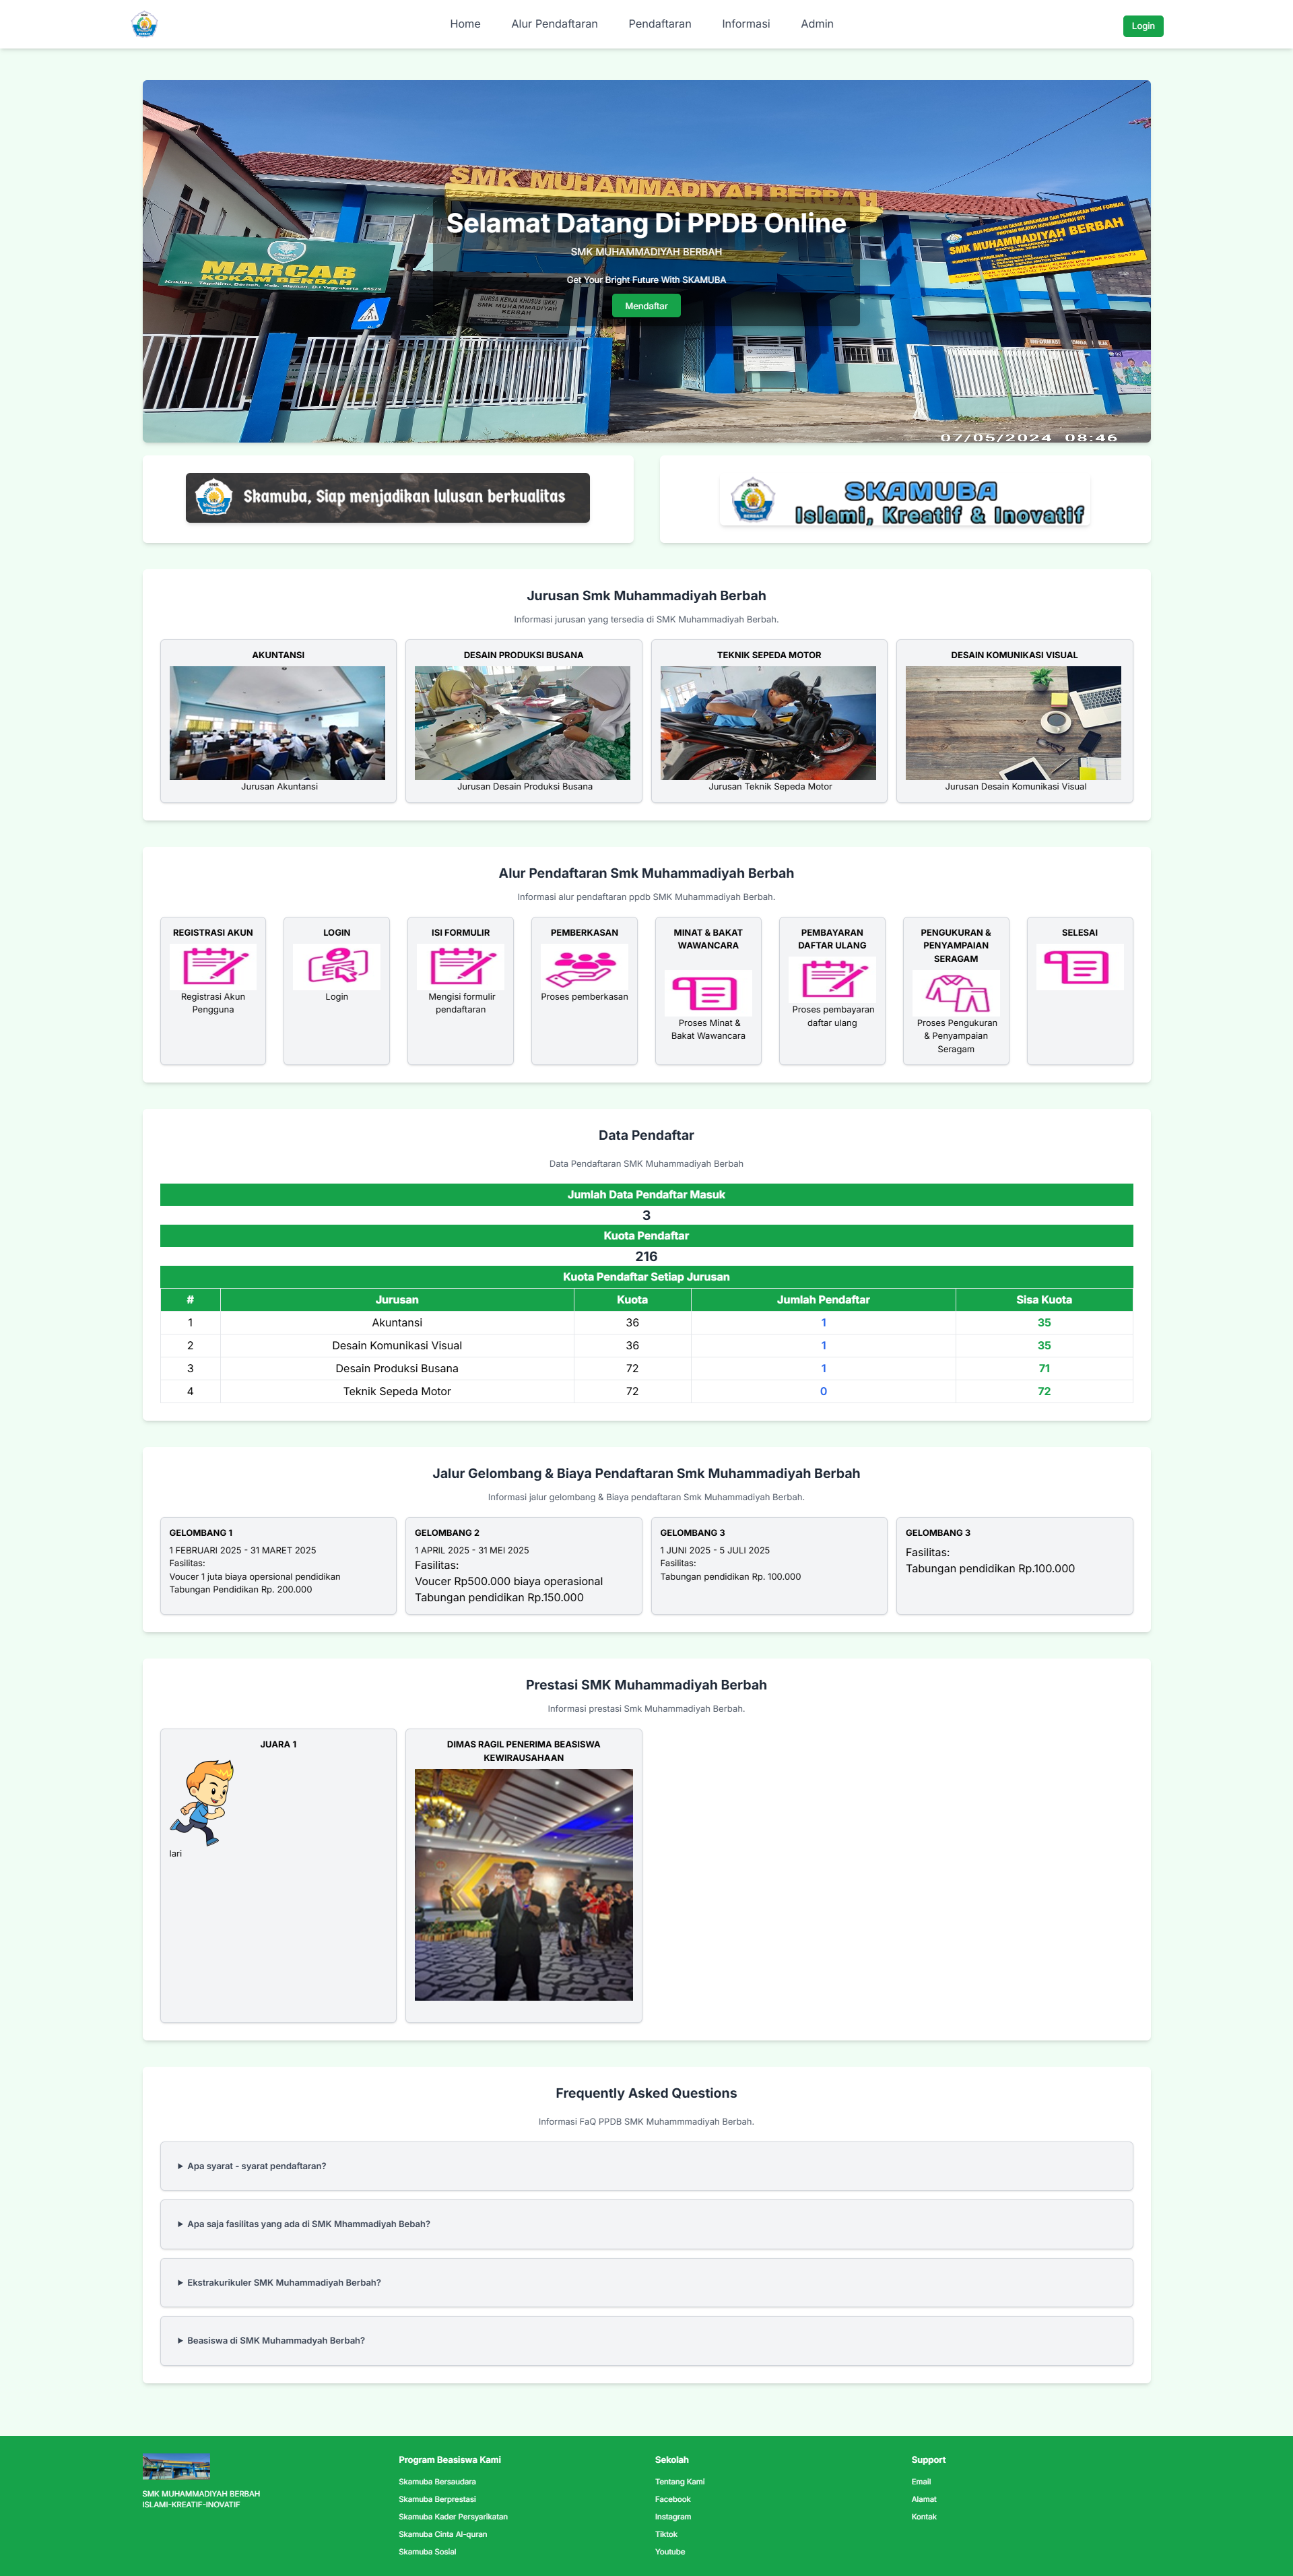 Home
Alur Pendaftaran
Pendaftaran
Informasi
Admin
Login
SMK MUHAMMADIYAH BERBAH
Selamat Datang Di PPDB Online
SMK MUHAMMADIYAH BERBAH
Get Your Bright Future With SKAMUBA
Mendaftar
MARCAB
KOKAM BERBAH
BURSA KERJA KHUSUS (BKK)
SMK MUHAMMADIYAH
BERBAH
SMK MUHAMMADIYAH BERBAH
07/05/2024 08:46
Skamuba, Siap menjadikan lulusan berkualitas
SKAMUBA
Islami, Kreatif & Inovatif
Jurusan Smk Muhammadiyah Berbah
Informasi jurusan yang tersedia di SMK Muhammadiyah Berbah.
AKUNTANSI
Jurusan Akuntansi
DESAIN PRODUKSI BUSANA
Jurusan Desain Produksi Busana
TEKNIK SEPEDA MOTOR
Jurusan Teknik Sepeda Motor
DESAIN KOMUNIKASI VISUAL
Jurusan Desain Komunikasi Visual
Alur Pendaftaran Smk Muhammadiyah Berbah
Informasi alur pendaftaran ppdb SMK Muhammadiyah Berbah.
REGISTRASI AKUN
Registrasi Akun
Pengguna
LOGIN
Login
ISI FORMULIR
Mengisi formulir
pendaftaran
PEMBERKASAN
Proses pemberkasan
MINAT & BAKAT
WAWANCARA
Proses Minat &
Bakat Wawancara
PEMBAYARAN
DAFTAR ULANG
Proses pembayaran
daftar ulang
PENGUKURAN &
PENYAMPAIAN
SERAGAM
Proses Pengukuran
& Penyampaian
Seragam
SELESAI
Data Pendaftar
Data Pendaftaran SMK Muhammadiyah Berbah
Jumlah Data Pendaftar Masuk
3
Kuota Pendaftar
216
Kuota Pendaftar Setiap Jurusan
# Jurusan Kuota Jumlah Pendaftar Sisa Kuota
1 Akuntansi 36 1 35
2 Desain Komunikasi Visual 36 1 35
3 Desain Produksi Busana 72 1 71
4 Teknik Sepeda Motor 72 0 72
Jalur Gelombang & Biaya Pendaftaran Smk Muhammadiyah Berbah
Informasi jalur gelombang & Biaya pendaftaran Smk Muhammadiyah Berbah.
GELOMBANG 1
1 FEBRUARI 2025 - 31 MARET 2025
Fasilitas:
Voucer 1 juta biaya opersional pendidikan
Tabungan Pendidikan Rp. 200.000
GELOMBANG 2
1 APRIL 2025 - 31 MEI 2025
Fasilitas:
Voucer Rp500.000 biaya operasional
Tabungan pendidikan Rp.150.000
GELOMBANG 3
1 JUNI 2025 - 5 JULI 2025
Fasilitas:
Tabungan pendidikan Rp. 100.000
GELOMBANG 3
Fasilitas:
Tabungan pendidikan Rp.100.000
Prestasi SMK Muhammadiyah Berbah
Informasi prestasi Smk Muhammadiyah Berbah.
JUARA 1
lari
DIMAS RAGIL PENERIMA BEASISWA
KEWIRAUSAHAAN
Frequently Asked Questions
Informasi FaQ PPDB SMK Muhammmadiyah Berbah.
Apa syarat - syarat pendaftaran?
Apa saja fasilitas yang ada di SMK Mhammadiyah Bebah?
Ekstrakurikuler SMK Muhammadiyah Berbah?
Beasiswa di SMK Muhammadyah Berbah?
SMK MUHAMMADIYAH BERBAH
ISLAMI-KREATIF-INOVATIF
Program Beasiswa Kami
Skamuba Bersaudara
Skamuba Berprestasi
Skamuba Kader Persyarikatan
Skamuba Cinta Al-quran
Skamuba Sosial
Sekolah
Tentang Kami
Facebook
Instagram
Tiktok
Youtube
Support
Email
Alamat
Kontak